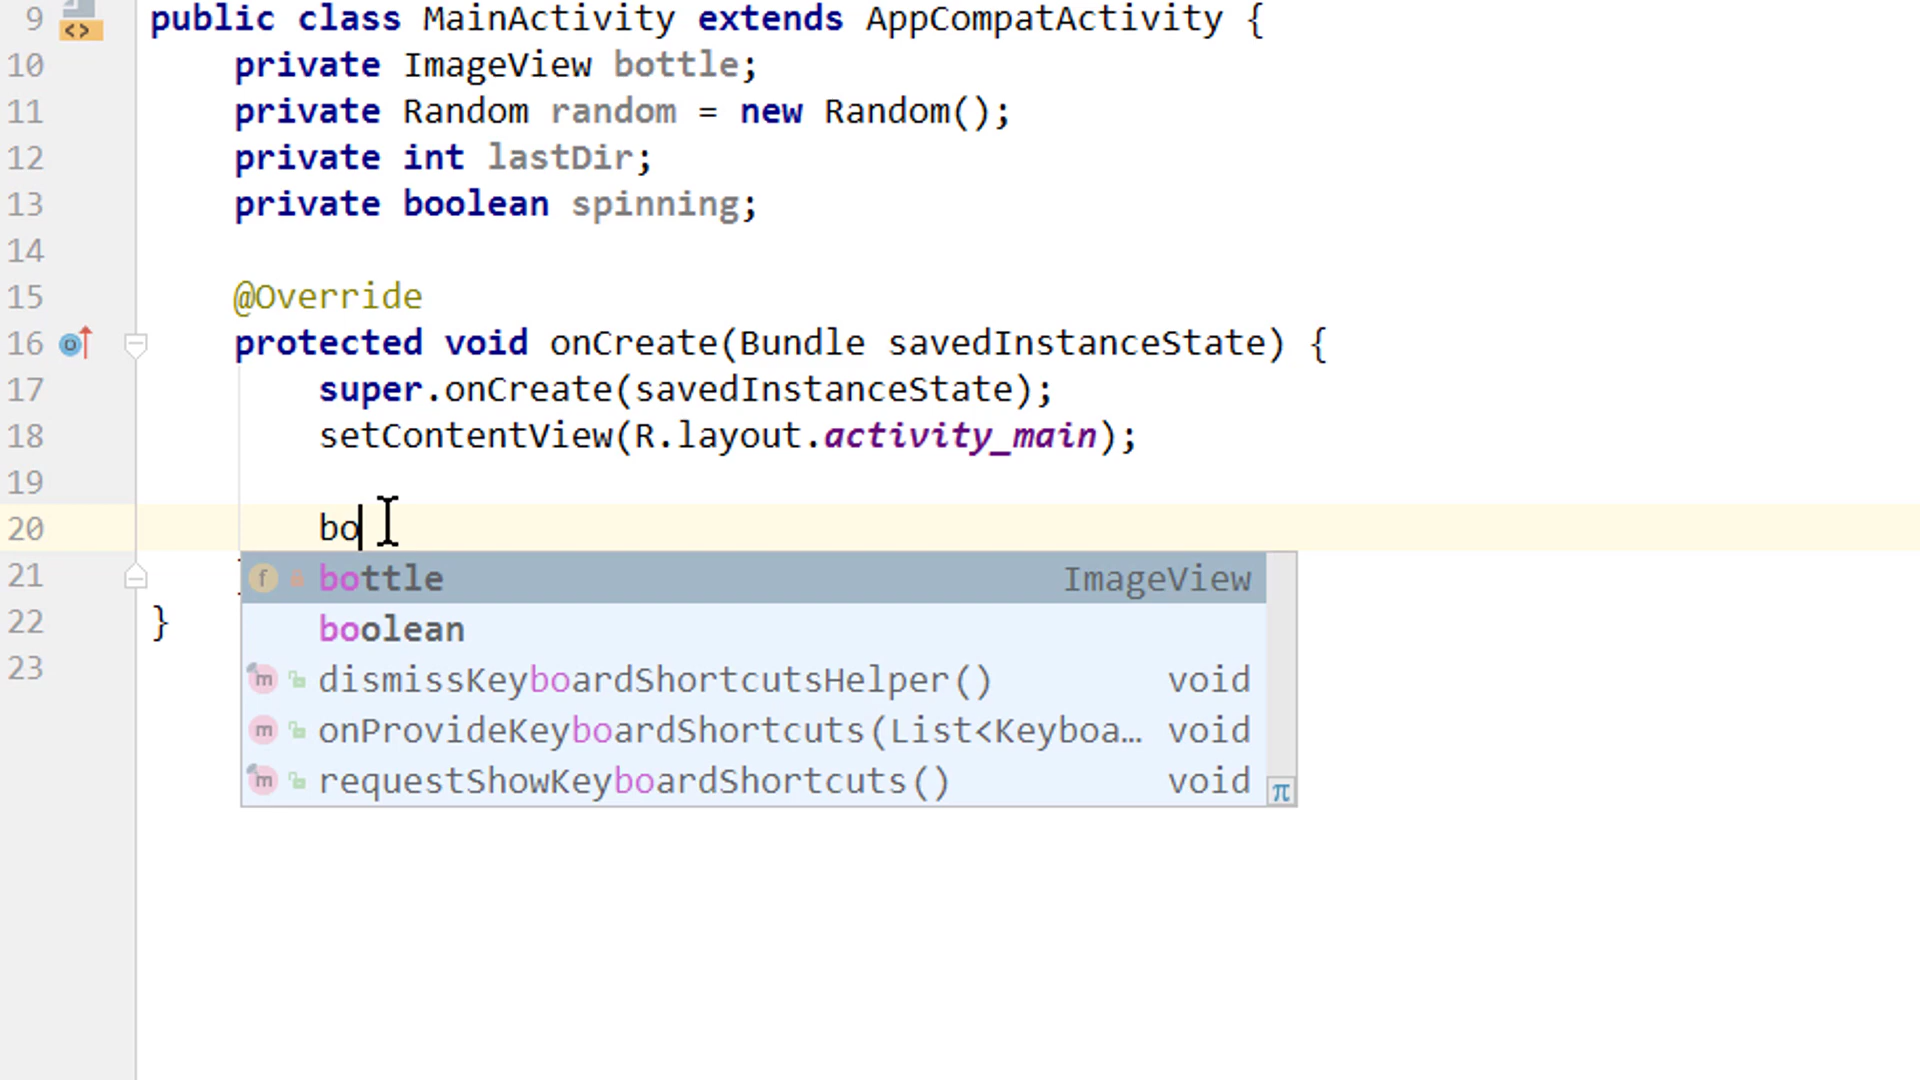 9 public class MainActivity extends AppCompatActivity {
10 private ImageView bottle;
11 private Random random = new Random();
12 private int lastDir;
13 private boolean spinning;
14
15 @Override
16 protected void onCreate(Bundle savedInstanceState) {
17 super.onCreate(savedInstanceState);
18 setContentView(R.layout.activity_main);
19
20 bo
21
f bottle ImageView
boolean
22 }
m dismissKeyboardShortcutsHelper() void
23
m onProvideKeyboardShortcuts(List<Keyboa… void
m requestShowKeyboardShortcuts() void
π